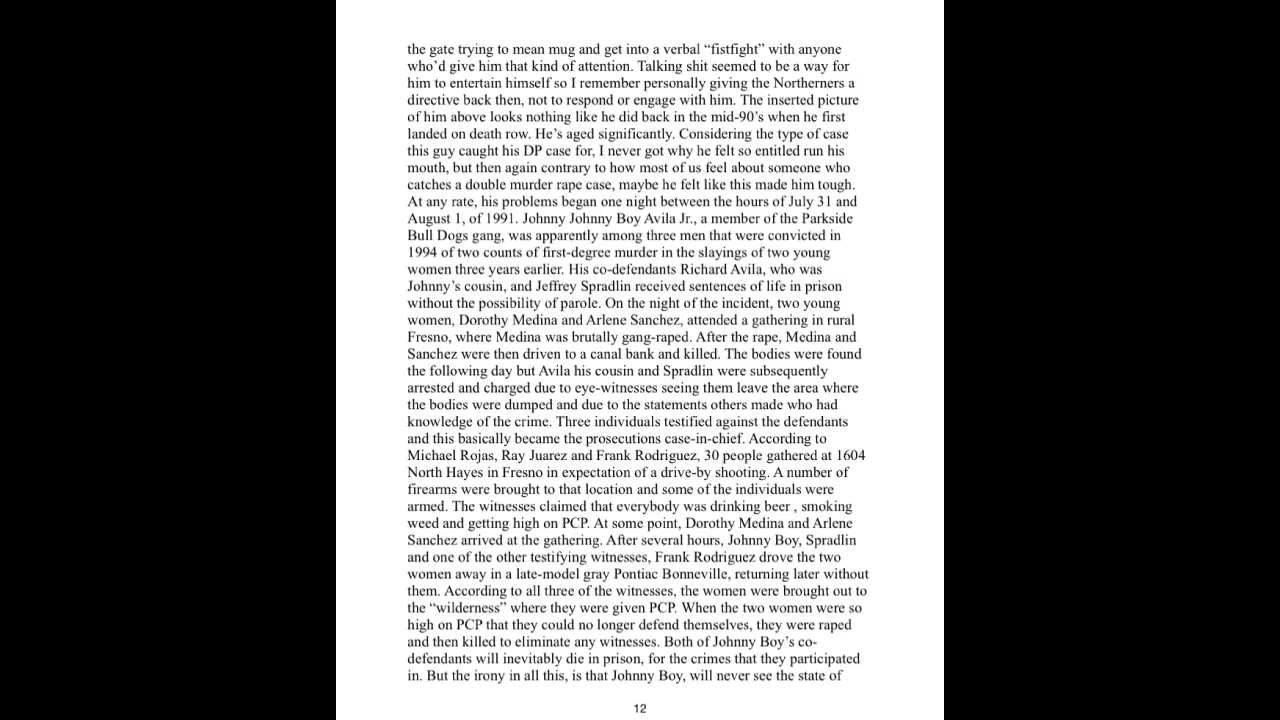 the gate trying to mean mug and get into a verbal “fistfight” with anyone
who’d give him that kind of attention. Talking shit seemed to be a way for
him to entertain himself so I remember personally giving the Northerners a
directive back then, not to respond or engage with him. The inserted picture
of him above looks nothing like he did back in the mid-90’s when he first
landed on death row. He’s aged significantly. Considering the type of case
this guy caught his DP case for, I never got why he felt so entitled run his
mouth, but then again contrary to how most of us feel about someone who
catches a double murder rape case, maybe he felt like this made him tough.
At any rate, his problems began one night between the hours of July 31 and
August 1, of 1991. Johnny Johnny Boy Avila Jr., a member of the Parkside
Bull Dogs gang, was apparently among three men that were convicted in
1994 of two counts of first-degree murder in the slayings of two young
women three years earlier. His co-defendants Richard Avila, who was
Johnny’s cousin, and Jeffrey Spradlin received sentences of life in prison
without the possibility of parole. On the night of the incident, two young
women, Dorothy Medina and Arlene Sanchez, attended a gathering in rural
Fresno, where Medina was brutally gang-raped. After the rape, Medina and
Sanchez were then driven to a canal bank and killed. The bodies were found
the following day but Avila his cousin and Spradlin were subsequently
arrested and charged due to eye-witnesses seeing them leave the area where
the bodies were dumped and due to the statements others made who had
knowledge of the crime. Three individuals testified against the defendants
and this basically became the prosecutions case-in-chief. According to
Michael Rojas, Ray Juarez and Frank Rodriguez, 30 people gathered at 1604
North Hayes in Fresno in expectation of a drive-by shooting. A number of
firearms were brought to that location and some of the individuals were
armed. The witnesses claimed that everybody was drinking beer , smoking
weed and getting high on PCP. At some point, Dorothy Medina and Arlene
Sanchez arrived at the gathering. After several hours, Johnny Boy, Spradlin
and one of the other testifying witnesses, Frank Rodriguez drove the two
women away in a late-model gray Pontiac Bonneville, returning later without
them. According to all three of the witnesses, the women were brought out to
the “wilderness” where they were given PCP. When the two women were so
high on PCP that they could no longer defend themselves, they were raped
and then killed to eliminate any witnesses. Both of Johnny Boy’s co-
defendants will inevitably die in prison, for the crimes that they participated
in. But the irony in all this, is that Johnny Boy, will never see the state of
12